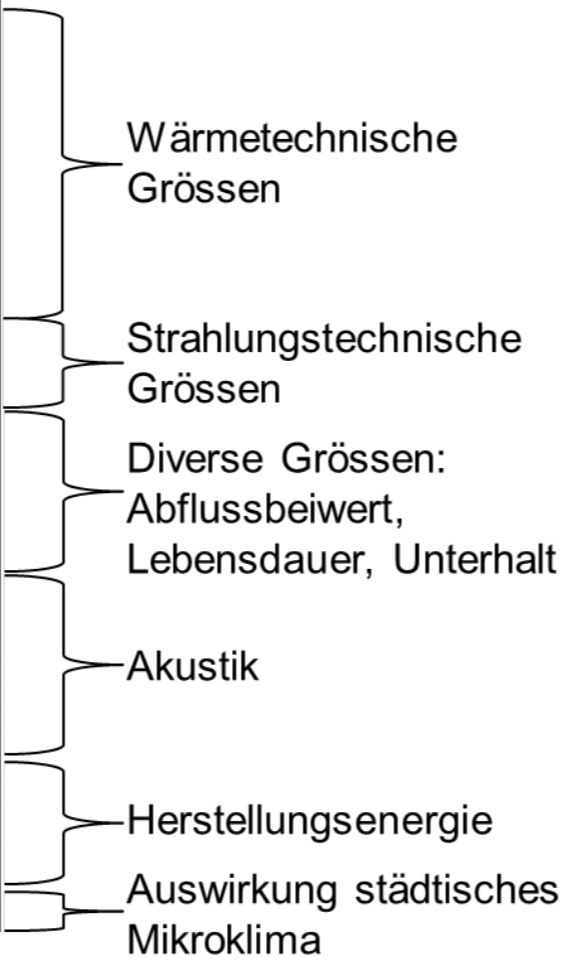 Wärmetechnische
Grössen
Strahlungstechnische
Grössen
Diverse Grössen:
Abflussbeiwert,
Lebensdauer, Unterhalt
Akustik
Herstellungsenergie
Auswirkung städtisches
Mikroklima